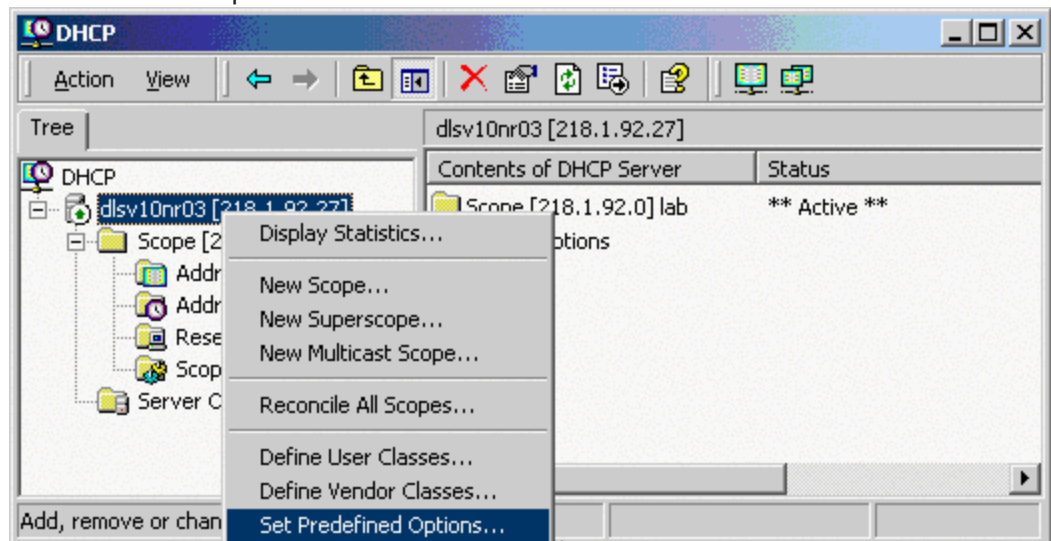 DHCP
Action View
Tree
dlsv10nr03 [218.1.92.27]
Contents of DHCP Server Status
DHCP
dlsv10nr03 [218.1.92.27]
Scope [218.1.92.0] lab ** Active **
Scope [2
Addr
Addr
Rese
Scop
Server C
ptions
Display Statistics...
New Scope...
New Superscope...
New Multicast Scope...
Reconcile All Scopes...
Define User Classes...
Define Vendor Classes...
Set Predefined Options...
Add, remove or chan